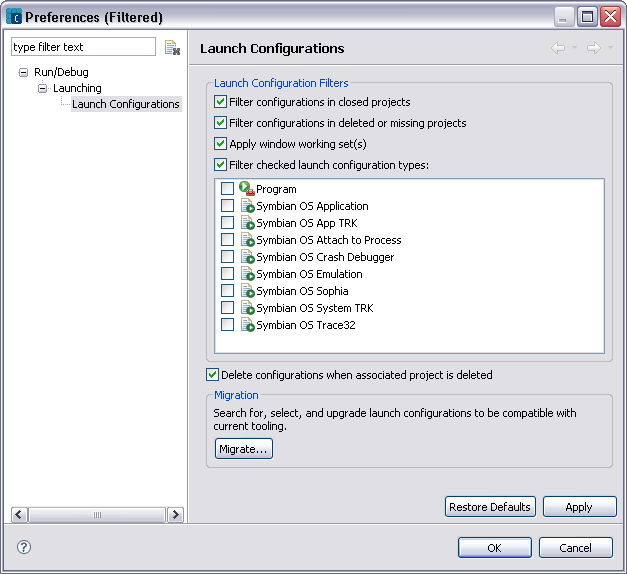 Preferences (Filtered)
type filter text
Run/Debug
Launching
Launch Configurations
Launch Configurations
Launch Configuration Filters
Filter configurations in closed projects
Filter configurations in deleted or missing projects
Apply window working set(s)
Filter checked launch configuration types:
Program
Symbian OS Application
Symbian OS App TRK
Symbian OS Attach to Process
Symbian OS Crash Debugger
Symbian OS Emulation
Symbian OS Sophia
Symbian OS System TRK
Symbian OS Trace32
Delete configurations when associated project is deleted
Migration
Search for, select, and upgrade launch configurations to be compatible with
current tooling.
Migrate...
Restore Defaults
Apply
OK
Cancel